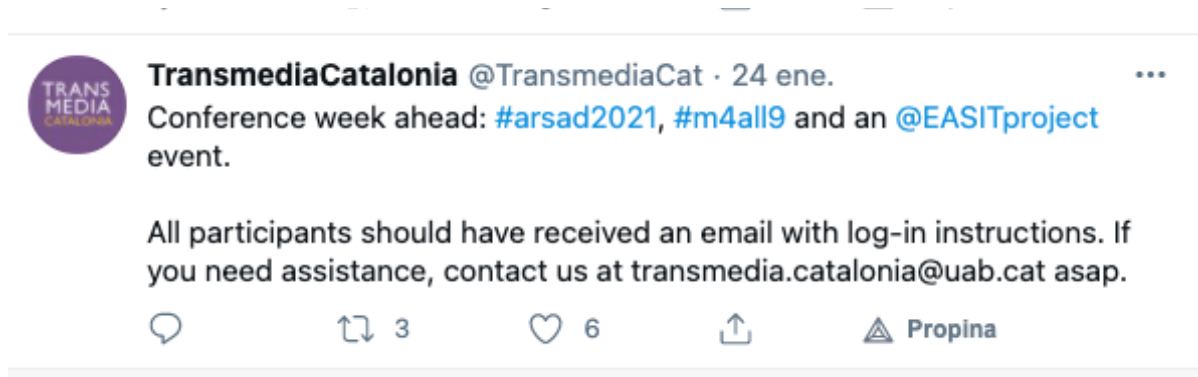 TRANS
MEDIA
CATALONIA
TransmediaCatalonia @TransmediaCat · 24 ene.
Conference week ahead: #arsad2021, #m4all9 and an @EASITproject
event.
All participants should have received an email with log-in instructions. If
you need assistance, contact us at transmedia.catalonia@uab.cat asap.
3 6 Propina